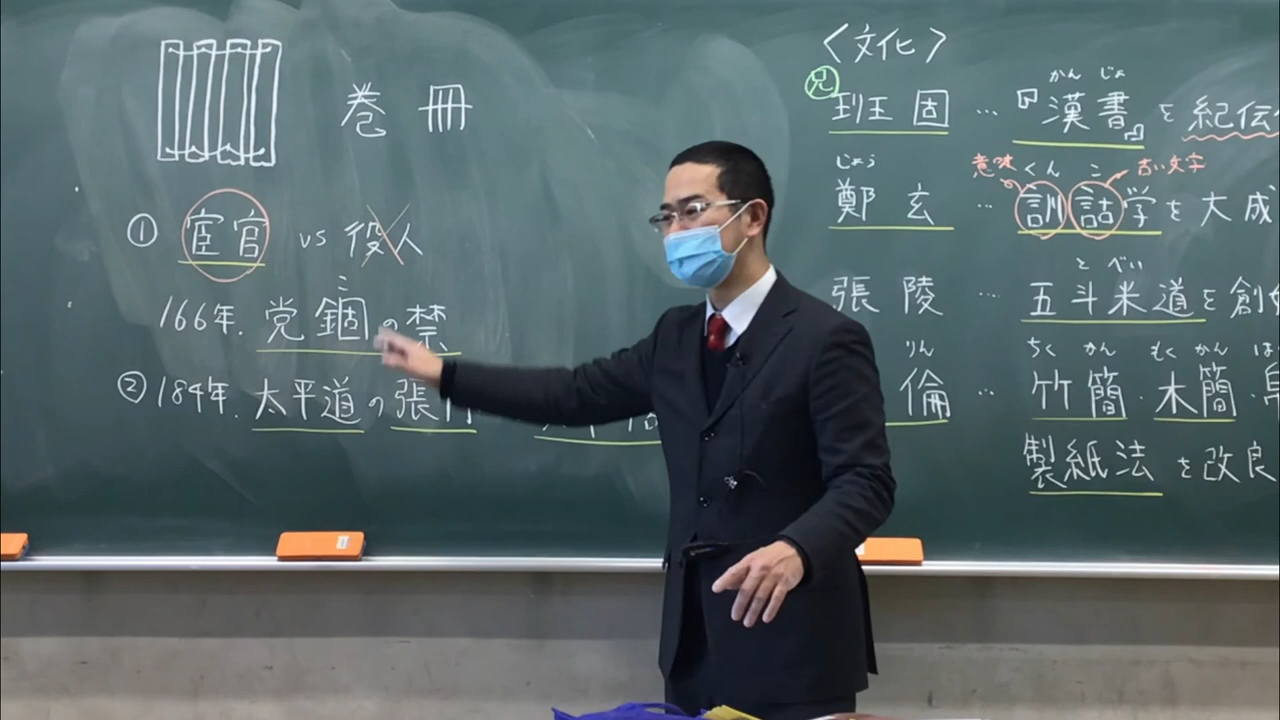 巻冊
① 宦官 vs 役人
こ
166年. 党錮の禁
② 184年. 太平道の張
〈文化〉
兄
かん じょ
班固 … 『漢書』を紀伝
じょう 意味 くん こ 古い文字
鄭玄 … 訓詁学を大成
と べい
張陵 … 五斗米道を創
りん ちく かん もく かん は
倫 … 竹簡・木簡・
製紙法を改良